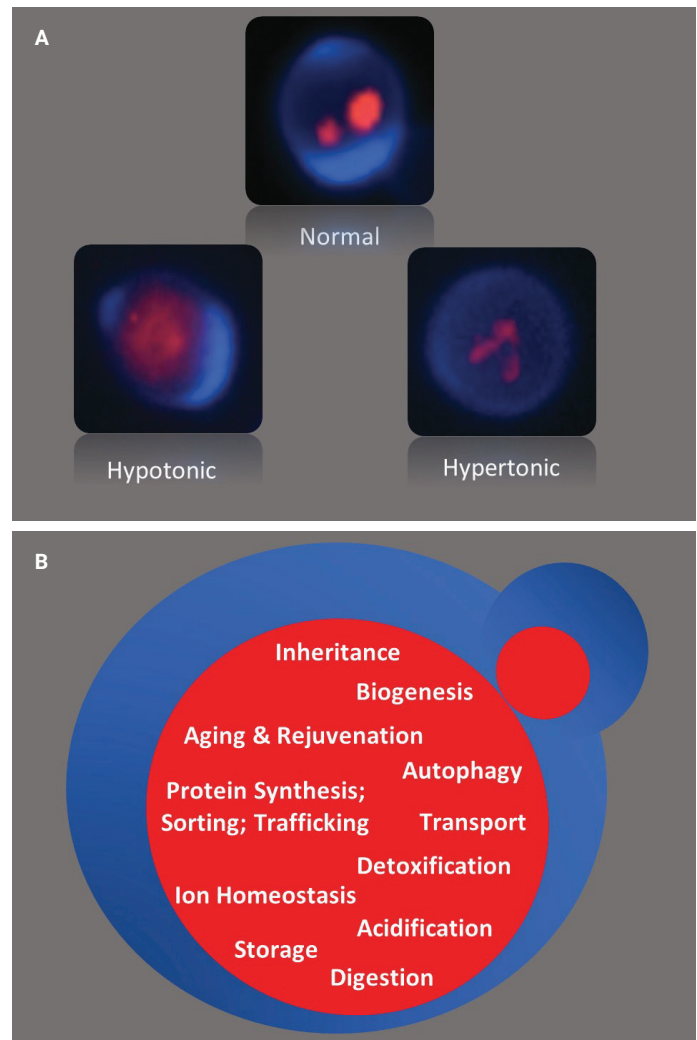 A
Normal
Hypotonic
Hypertonic
B
Inheritance
Biogenesis
Aging & Rejuvenation
Autophagy
Protein Synthesis;
Sorting; Trafficking
Transport
Detoxification
Ion Homeostasis
Acidification
Storage
Digestion